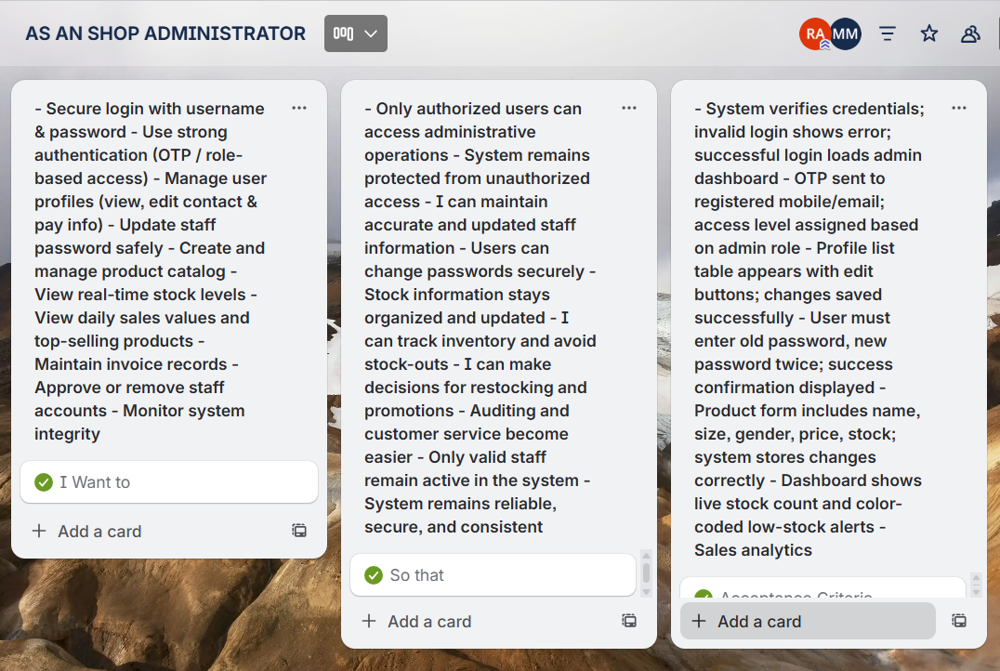 AS AN SHOP ADMINISTRATOR
RA
MM
- Secure login with username
& password - Use strong
authentication (OTP / role-
based access) - Manage user
profiles (view, edit contact &
pay info) - Update staff
password safely - Create and
manage product catalog -
View real-time stock levels -
View daily sales values and
top-selling products -
Maintain invoice records -
Approve or remove staff
accounts - Monitor system
integrity
I Want to
Add a card
- Only authorized users can
access administrative
operations - System remains
protected from unauthorized
access - I can maintain
accurate and updated staff
information - Users can
change passwords securely -
Stock information stays
organized and updated - I
can track inventory and avoid
stock-outs - I can make
decisions for restocking and
promotions - Auditing and
customer service become
easier - Only valid staff
remain active in the system -
System remains reliable,
secure, and consistent
So that
Add a card
- System verifies credentials;
invalid login shows error;
successful login loads admin
dashboard - OTP sent to
registered mobile/email;
access level assigned based
on admin role - Profile list
table appears with edit
buttons; changes saved
successfully - User must
enter old password, new
password twice; success
confirmation displayed -
Product form includes name,
size, gender, price, stock;
system stores changes
correctly - Dashboard shows
live stock count and color-
coded low-stock alerts -
Sales analytics
Acceptance Criteria
Add a card